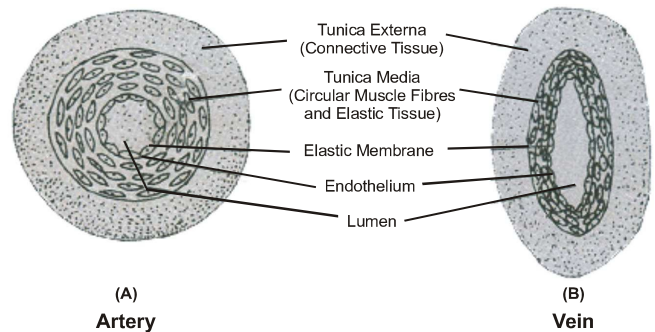 Tunica Externa
(Connective Tissue)
Tunica Media
(Circular Muscle Fibres
and Elastic Tissue)
Elastic Membrane
Endothelium
Lumen
(A)
Artery
(B)
Vein